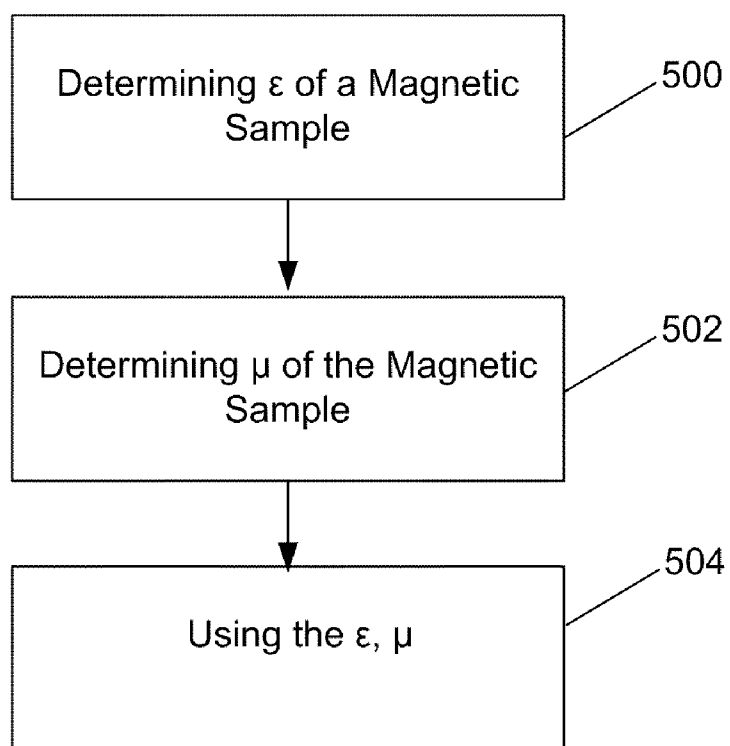 Determining ε of a Magnetic
Sample
500
Determining μ of the Magnetic
Sample
502
Using the ε, μ
504